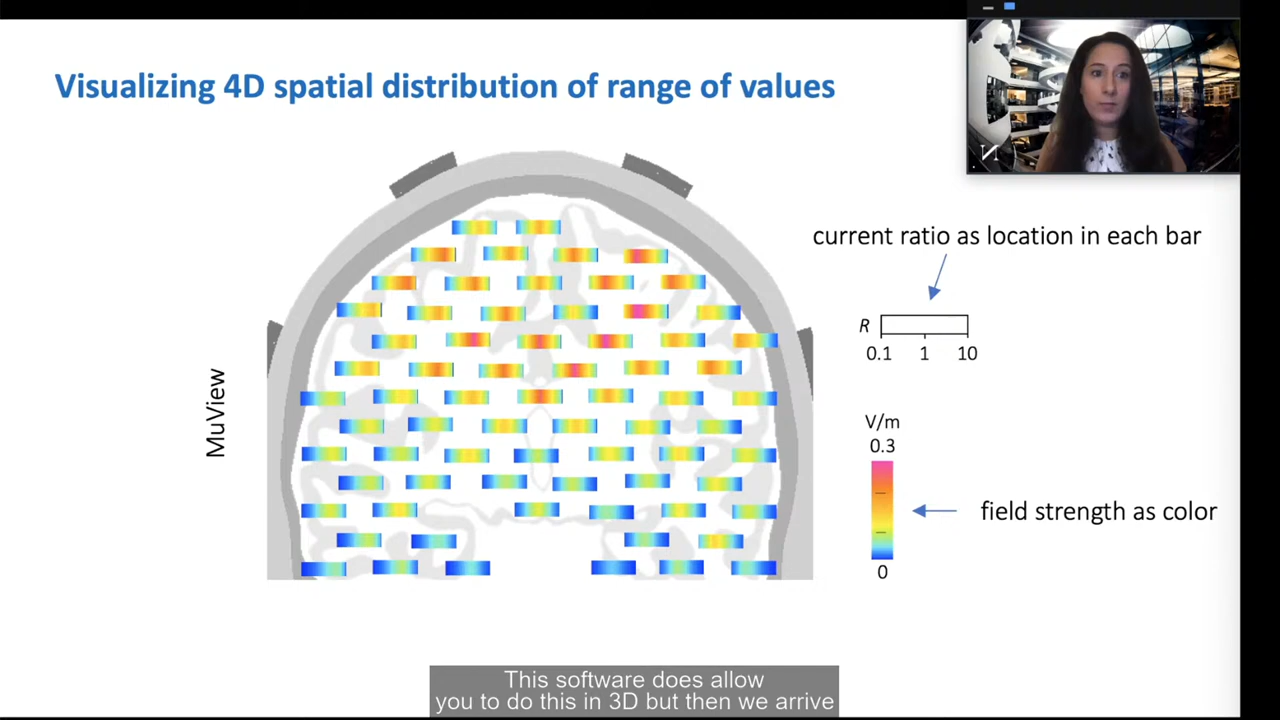 Visualizing 4D spatial distribution of range of values
current ratio as location in each bar
R
0.1 1 10
MuView
V/m
0.3
field strength as color
0
This software does allow
you to do this in 3D but then we arrive